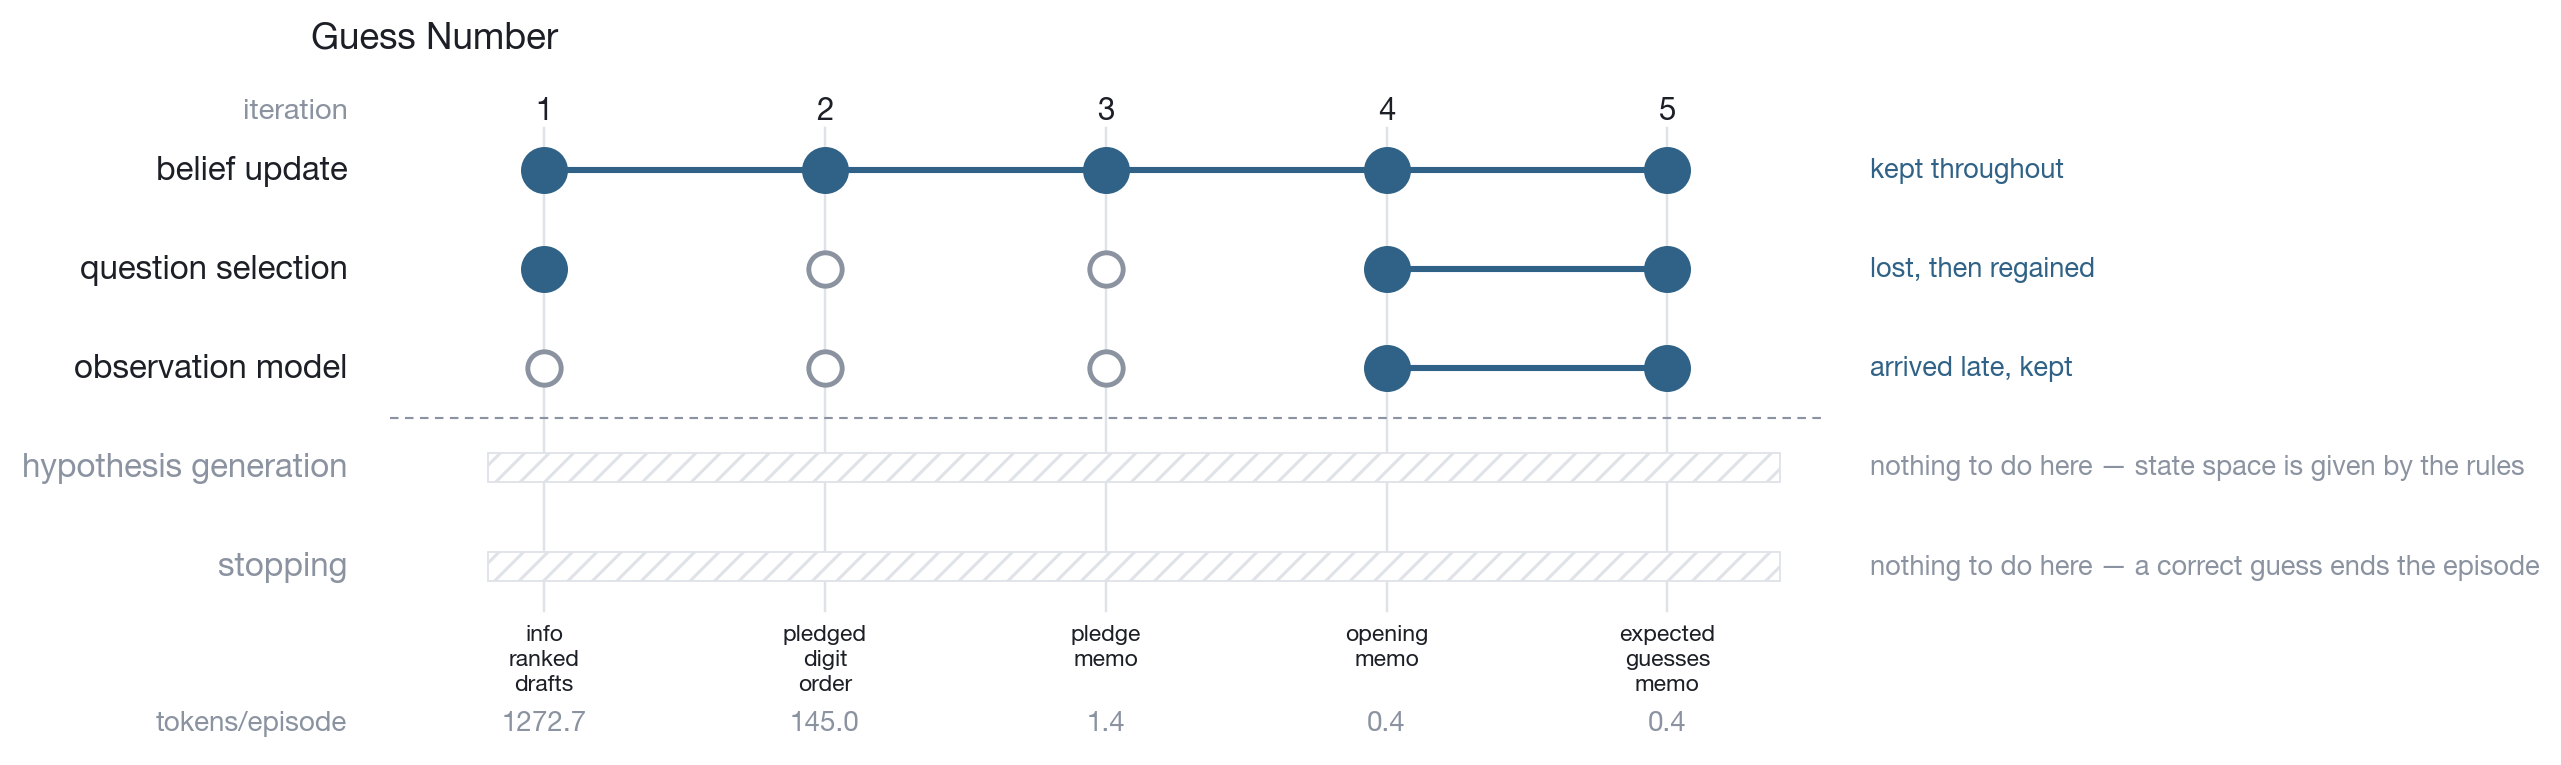 Guess Number
iteration 1 2 3 4 5
belief update kept throughout
question selection lost, then regained
observation model arrived late, kept
hypothesis generation nothing to do here — state space is given by the rules
stopping nothing to do here — a correct guess ends the episode
info
ranked
drafts
pledged
digit
order
pledge
memo
opening
memo
expected
guesses
memo
tokens/episode 1272.7 145.0 1.4 0.4 0.4